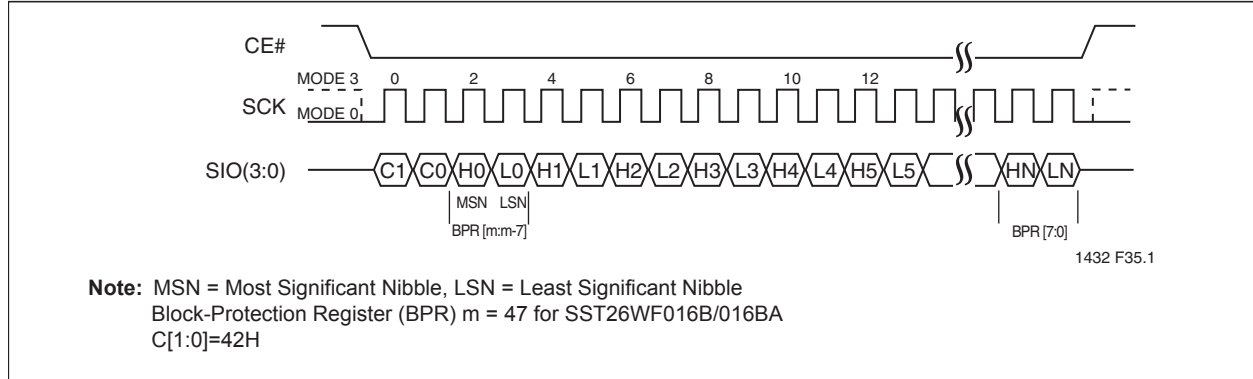 CE#
MODE 3 0 2 4 6 8 10 12
SCK MODE 0
SIO(3:0) C1 C0 H0 L0 H1 L1 H2 L2 H3 L3 H4 L4 H5 L5 HN LN
MSN LSN
BPR [m:m-7] BPR [7:0]
1432 F35.1
Note: MSN = Most Significant Nibble, LSN = Least Significant Nibble
Block-Protection Register (BPR) m = 47 for SST26WF016B/016BA
C[1:0]=42H